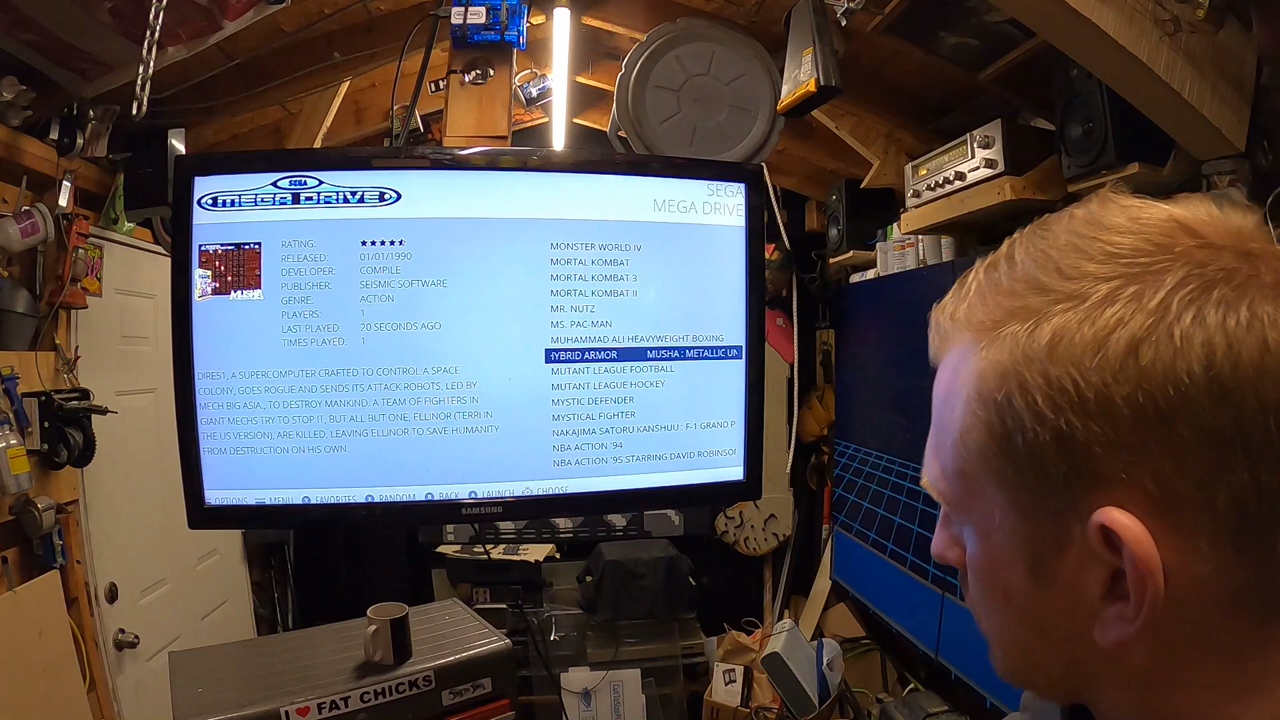 SEGA
MEGA DRIVE
SEGA
MEGA DRIVE
RATING:
RELEASED: 01/01/1990
DEVELOPER: COMPILE
PUBLISHER: SEISMIC SOFTWARE
GENRE: ACTION
PLAYERS: 1
LAST PLAYED: 20 SECONDS AGO
TIMES PLAYED: 1
MUSHA
DIRE51, A SUPERCOMPUTER CRAFTED TO CONTROL A SPACE
COLONY, GOES ROGUE AND SENDS ITS ATTACK ROBOTS, LED BY
MECH BIG ASIA., TO DESTROY MANKIND. A TEAM OF FIGHTERS IN
GIANT MECHS TRY TO STOP IT, BUT ALL BUT ONE, ELLINOR (TERRI IN
THE US VERSION), ARE KILLED, LEAVING ELLINOR TO SAVE HUMANITY
FROM DESTRUCTION ON HIS OWN.
MONSTER WORLD IV
MORTAL KOMBAT
MORTAL KOMBAT 3
MORTAL KOMBAT II
MR. NUTZ
MS. PAC-MAN
MUHAMMAD ALI HEAVYWEIGHT BOXING
HYBRID ARMOR MUSHA : METALLIC UN
MUTANT LEAGUE FOOTBALL
MUTANT LEAGUE HOCKEY
MYSTIC DEFENDER
MYSTICAL FIGHTER
NAKAJIMA SATORU KANSHUU : F-1 GRAND P
NBA ACTION '94
NBA ACTION '95 STARRING DAVID ROBINSO
OPTIONS MENU FAVORITES RANDOM BACK LAUNCH CHOOSE
SAMSUNG
I ❤ FAT CHICKS